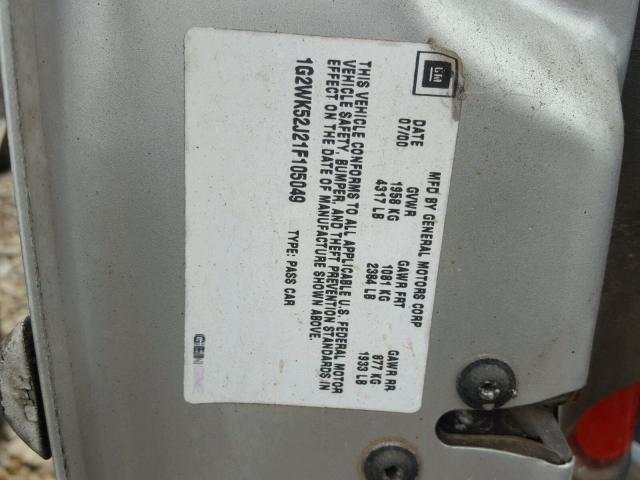 GM
MFD BY GENERAL MOTORS CORP
DATE GVWR GAWR FRT GAWR RR
07/00 1958 KG 1081 KG 877 KG
4317 LB 2384 LB 1933 LB
THIS VEHICLE CONFORMS TO ALL APPLICABLE U.S. FEDERAL MOTOR
VEHICLE SAFETY, BUMPER, AND THEFT PREVENTION STANDARDS IN
EFFECT ON THE DATE OF MANUFACTURE SHOWN ABOVE.
1G2WK52J21F105049 TYPE: PASS CAR